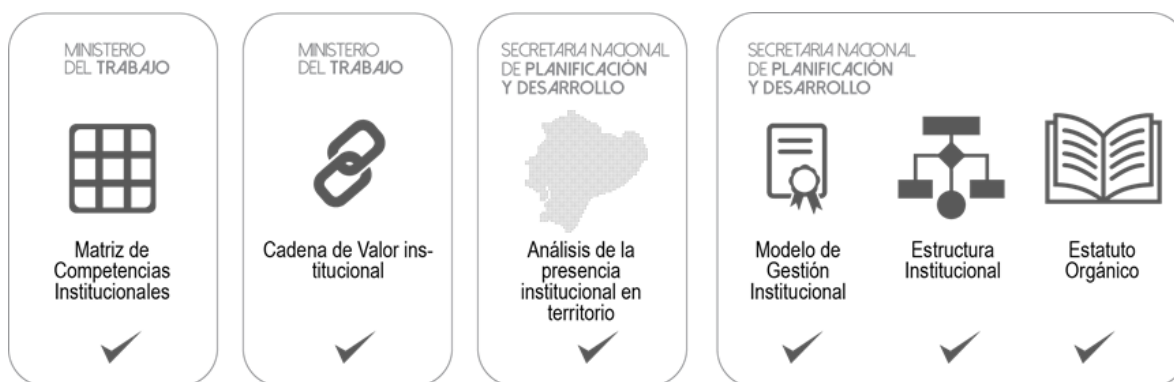 MINISTERIO
DEL TRABAJO
Matriz de
Competencias
Institucionales
MINISTERIO
DEL TRABAJO
Cadena de Valor ins-
titucional
SECRETARIA NACIONAL
DE PLANIFICACIÓN
Y DESARROLLO
Análisis de la
presencia
institucional en
territorio
SECRETARIA NACIONAL
DE PLANIFICACIÓN
Y DESARROLLO
Modelo de
Gestión
Institucional
Estructura
Institucional
Estatuto
Orgánico